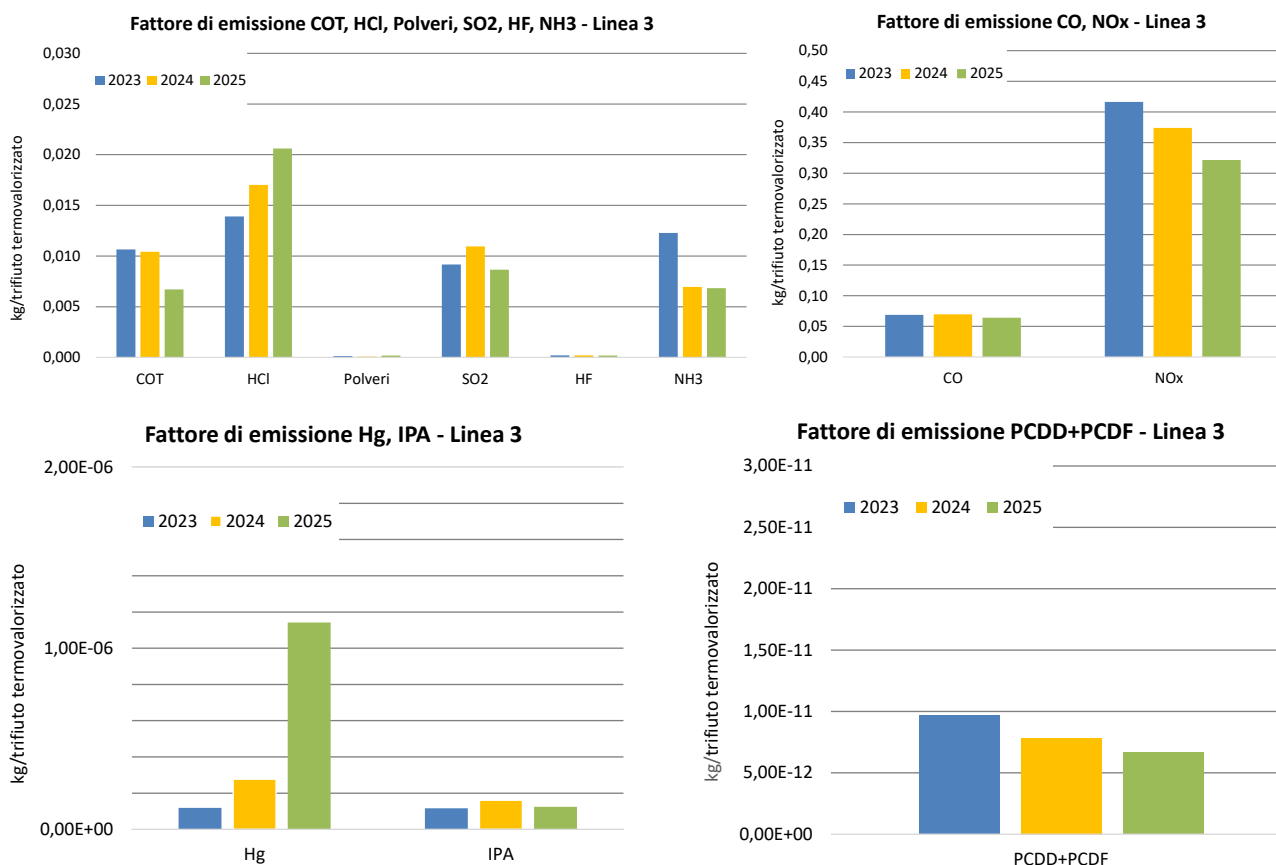 Fattore di emissione COT, HCl, Polveri, SO2, HF, NH3 - Linea 3
kg/trifiuto termovalorizzato
0,030
0,025
0,020
0,015
0,010
0,005
0,000
2023 2024 2025
COT HCl Polveri SO2 HF NH3
Fattore di emissione CO, NOx - Linea 3
kg/trifiuto termovalorizzato
0,50
0,45
0,40
0,35
0,30
0,25
0,20
0,15
0,10
0,05
0,00
2023 2024 2025
CO NOx
Fattore di emissione Hg, IPA - Linea 3
kg/trifiuto termovalorizzato
2,00E-06
1,00E-06
0,00E+00
2023 2024 2025
Hg IPA
Fattore di emissione PCDD+PCDF - Linea 3
kg/trifiuto termovalorizzato
3,00E-11
2,50E-11
2,00E-11
1,50E-11
1,00E-11
5,00E-12
0,00E+00
2023 2024 2025
PCDD+PCDF